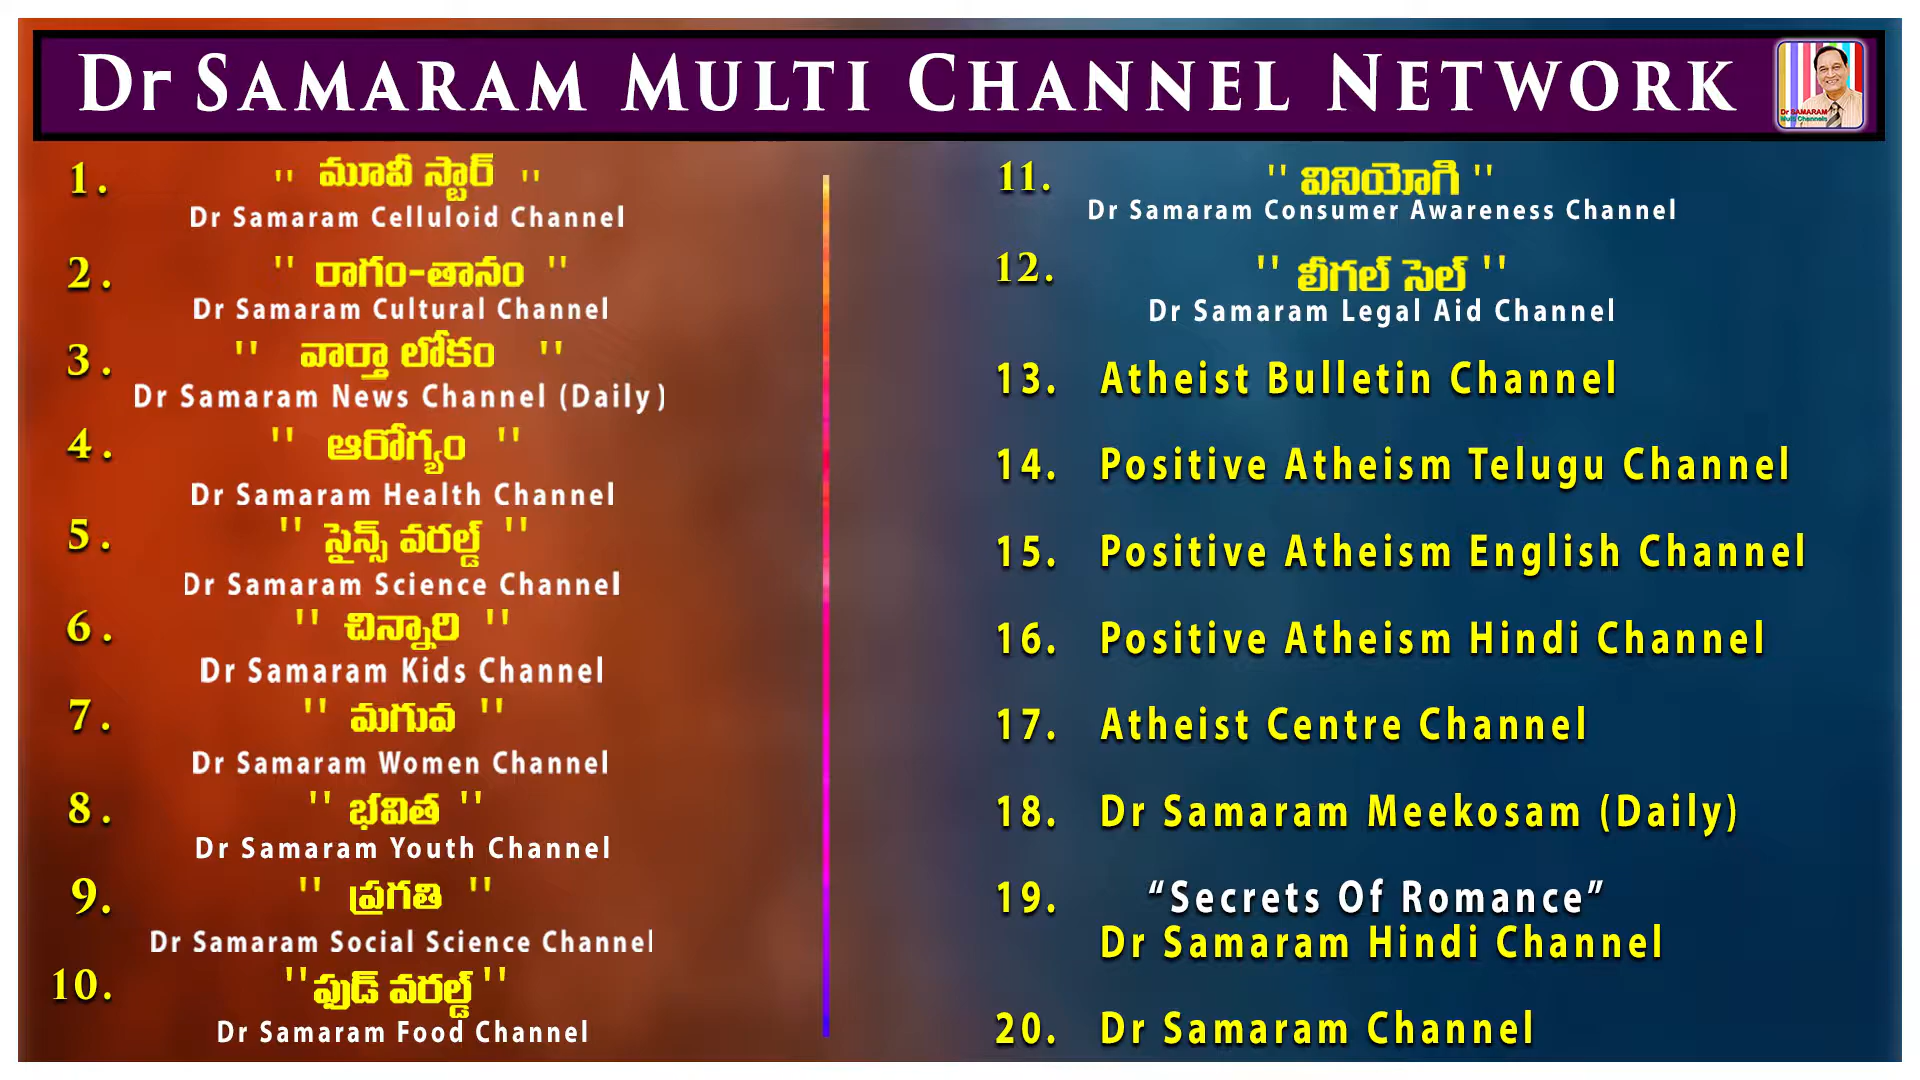 Dr SAMARAM MULTI CHANNEL NETWORK
Dr SAMARAM
Multi Channels
1. '' మూవీ స్టార్ ''
Dr Samaram Celluloid Channel
2. '' రాగం-తానం ''
Dr Samaram Cultural Channel
3. '' వార్తా లోకం ''
Dr Samaram News Channel (Daily)
4. '' ఆరోగ్యం ''
Dr Samaram Health Channel
5. '' సైన్స్ వరల్డ్ ''
Dr Samaram Science Channel
6. '' చిన్నారి ''
Dr Samaram Kids Channel
7. '' మగువ ''
Dr Samaram Women Channel
8. '' భవిత ''
Dr Samaram Youth Channel
9. '' ప్రగతి ''
Dr Samaram Social Science Channel
10. '' ఫుడ్ వరల్డ్ ''
Dr Samaram Food Channel
11. '' వినియోగి ''
Dr Samaram Consumer Awareness Channel
12. '' లీగల్ సెల్ ''
Dr Samaram Legal Aid Channel
13. Atheist Bulletin Channel
14. Positive Atheism Telugu Channel
15. Positive Atheism English Channel
16. Positive Atheism Hindi Channel
17. Atheist Centre Channel
18. Dr Samaram Meekosam (Daily)
19. “Secrets Of Romance”
Dr Samaram Hindi Channel
20. Dr Samaram Channel